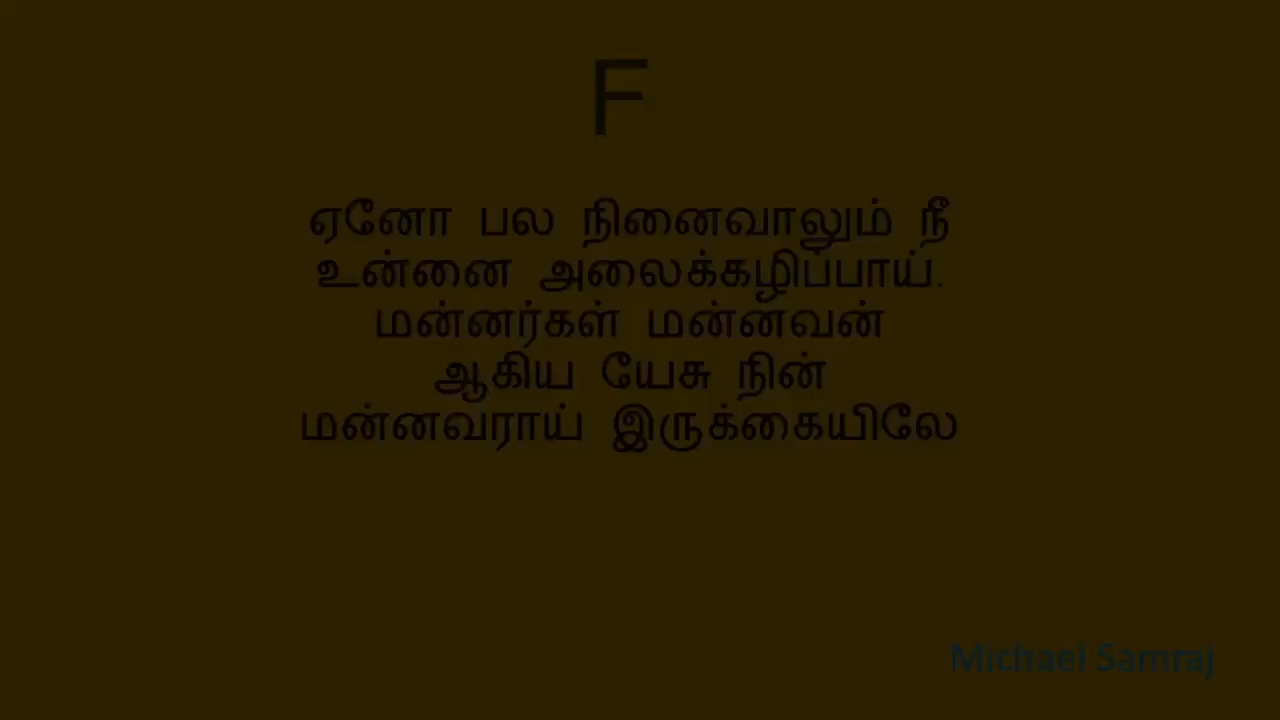 F
ஏனோ பல நினைவாலும் நீ
உன்னை அலைக்கழிப்பாய்.
மன்னர்கள் மன்னவன்
ஆகிய யேசு நின்
மன்னவராய் இருக்கையிலே
Michael Samraj